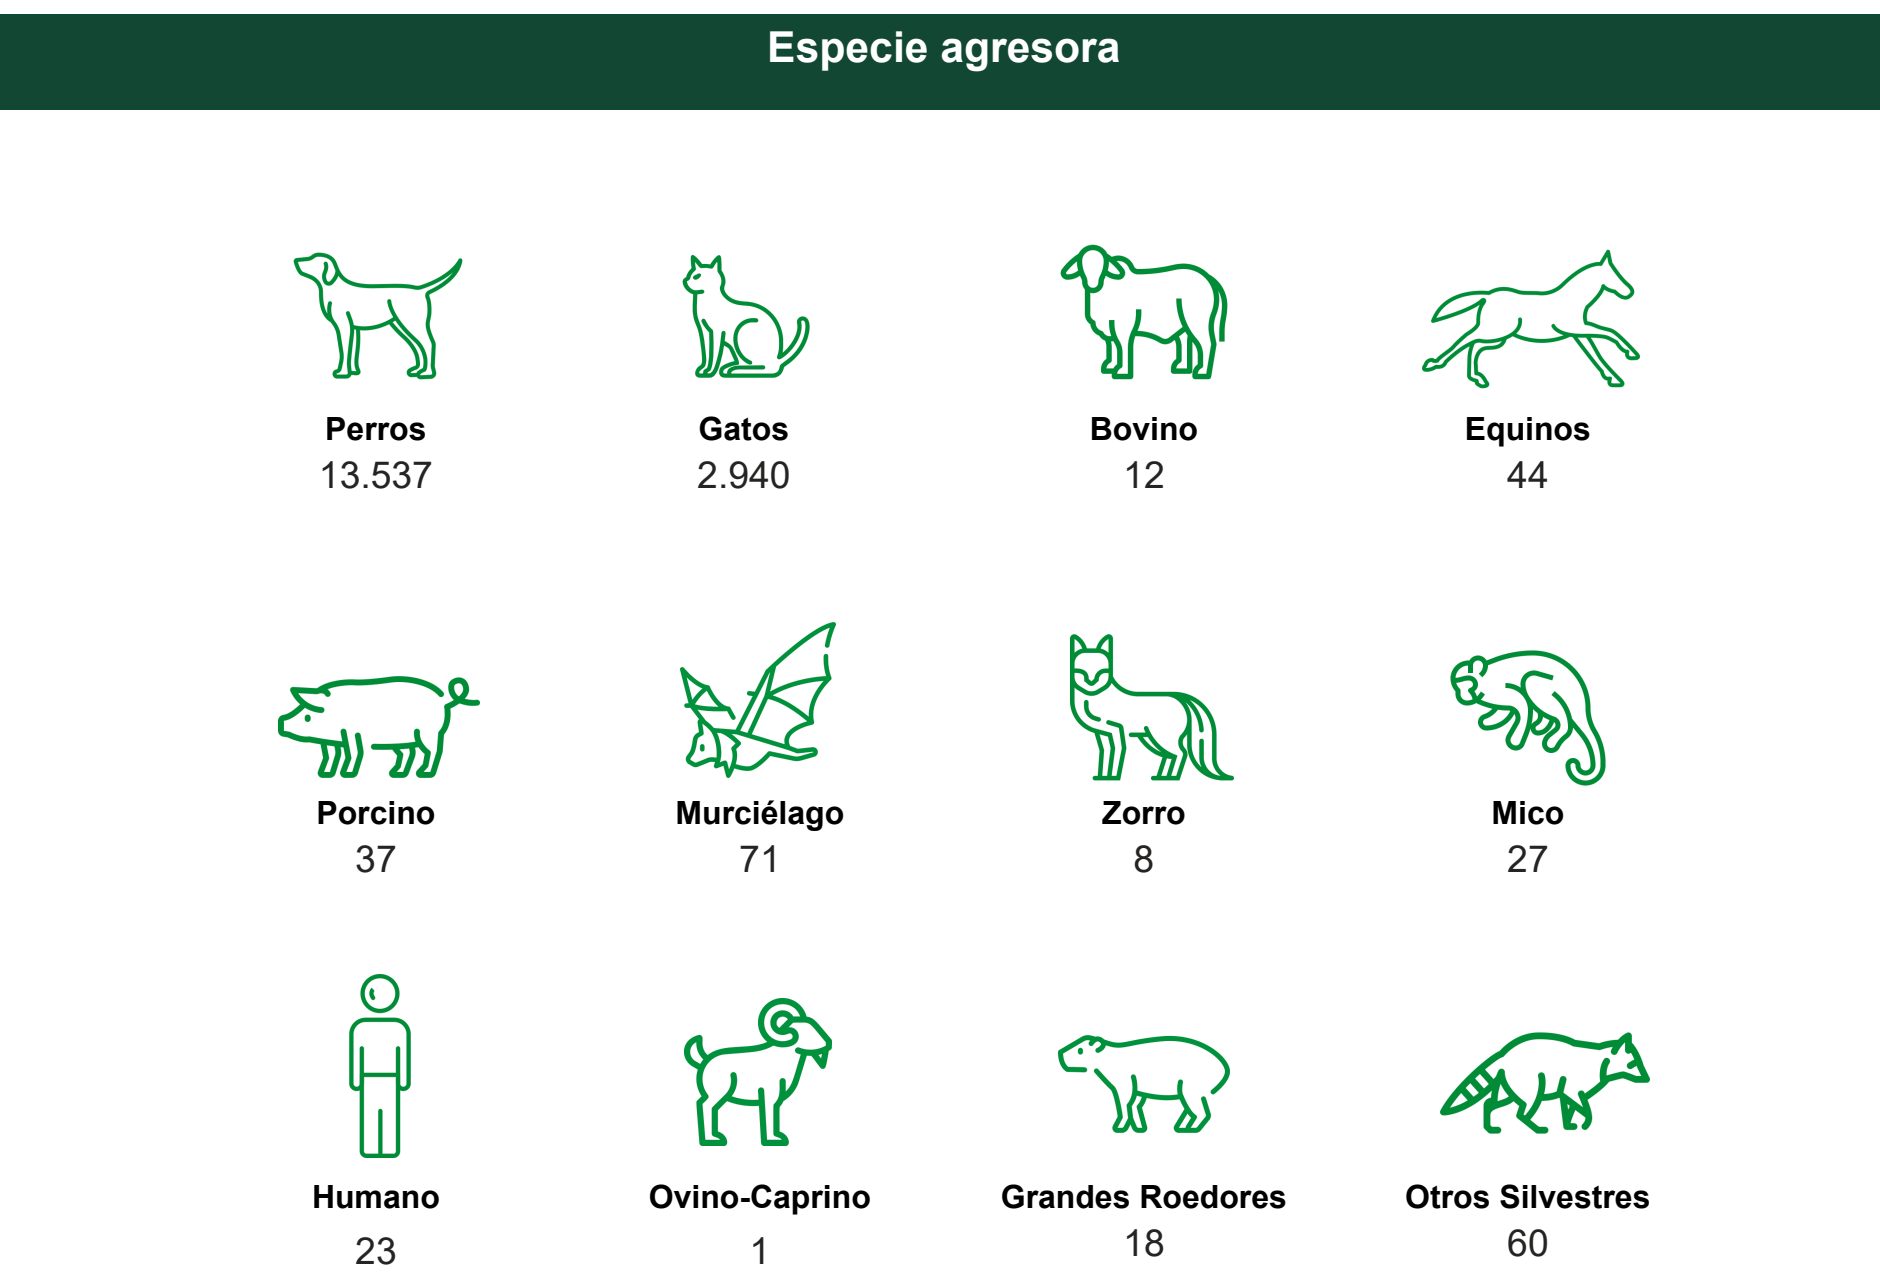 Especie agresora
Perros
13.537
Gatos
2.940
Bovino
12
Equinos
44
Porcino
37
Murciélago
71
Zorro
8
Mico
27
Humano
23
Ovino-Caprino
1
Grandes Roedores
18
Otros Silvestres
60